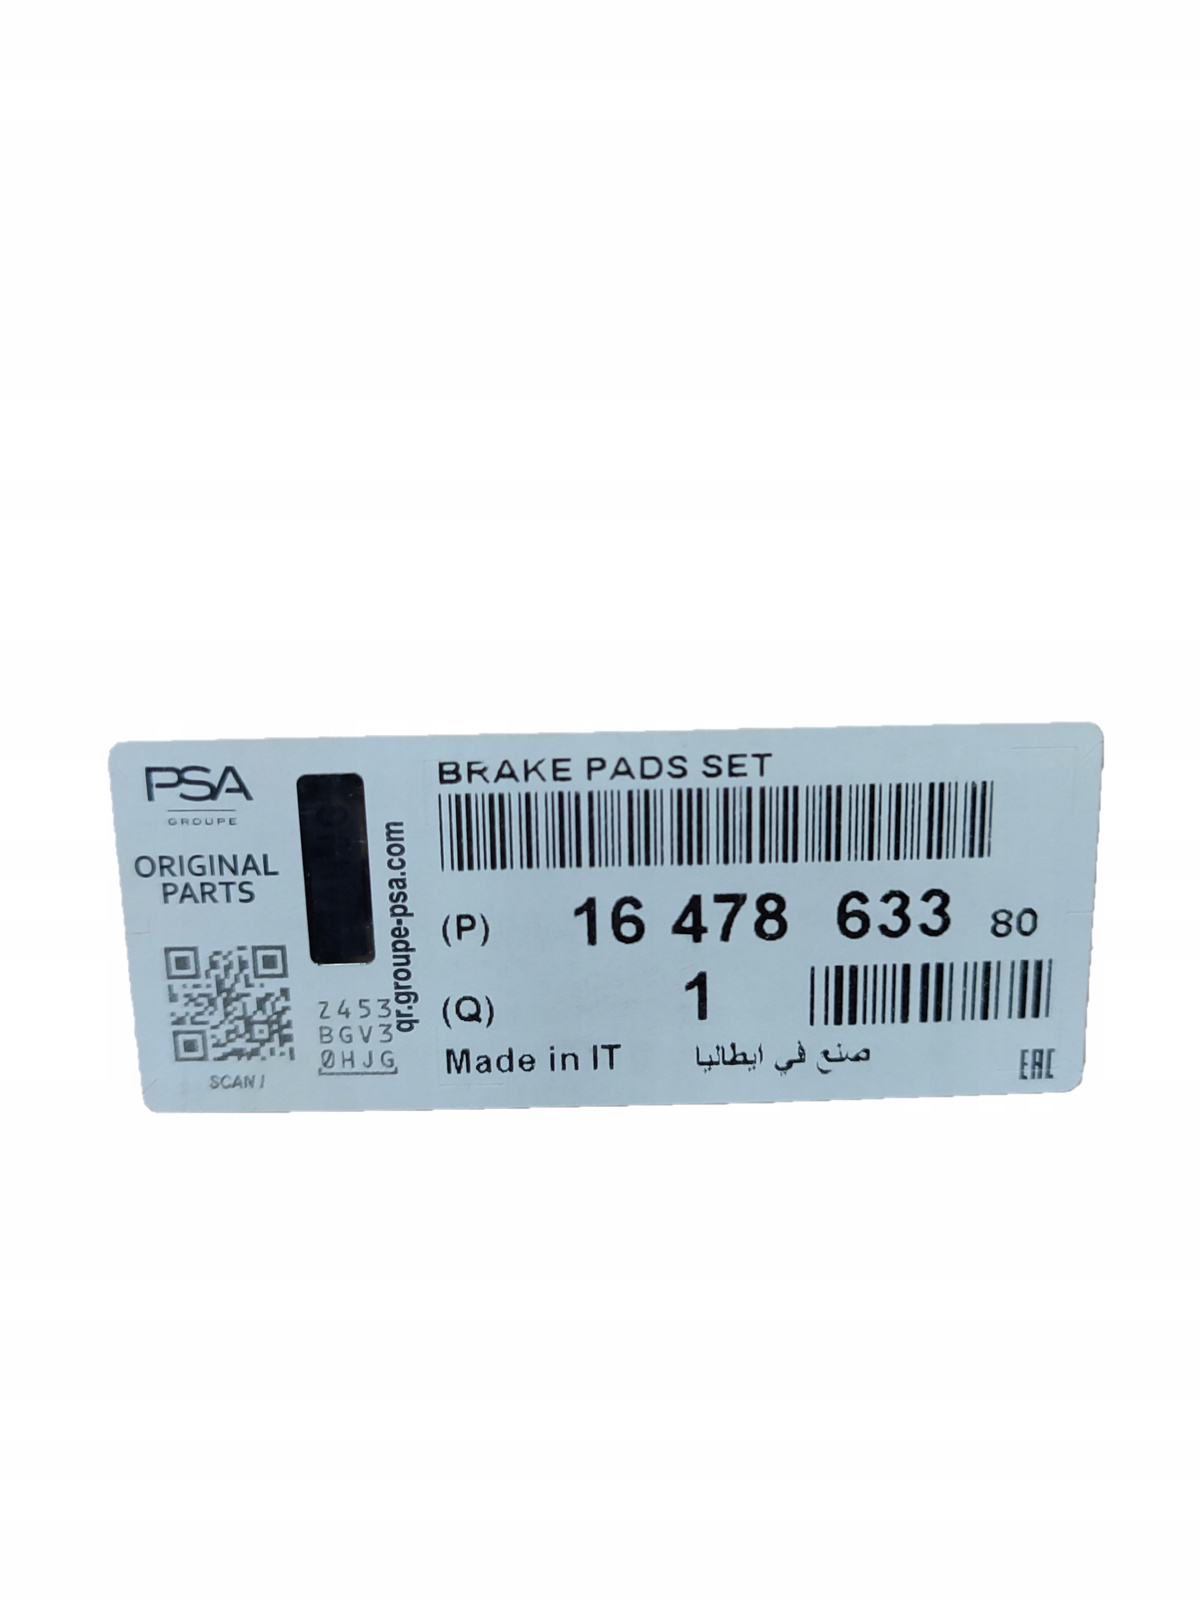 PSA
GROUPE
ORIGINAL
PARTS
SCAN !
Z453
BGV3
0HJG
qr.groupe-psa.com
BRAKE PADS SET
(P) 16 478 633 80
(Q) 1
Made in IT صنع في ايطاليا
EAC